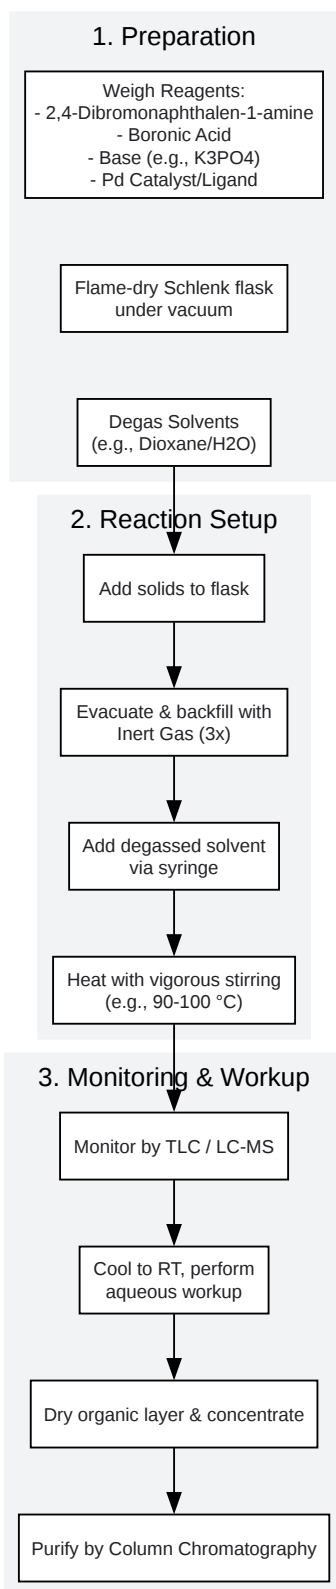 1. Preparation
Weigh Reagents:
- 2,4-Dibromonaphthalen-1-amine
- Boronic Acid
- Base (e.g., K3PO4)
- Pd Catalyst/Ligand
Flame-dry Schlenk flask
under vacuum
Degas Solvents
(e.g., Dioxane/H2O)
2. Reaction Setup
Add solids to flask
Evacuate & backfill with
Inert Gas (3x)
Add degassed solvent
via syringe
Heat with vigorous stirring
(e.g., 90-100 °C)
3. Monitoring & Workup
Monitor by TLC / LC-MS
Cool to RT, perform
aqueous workup
Dry organic layer & concentrate
Purify by Column Chromatography